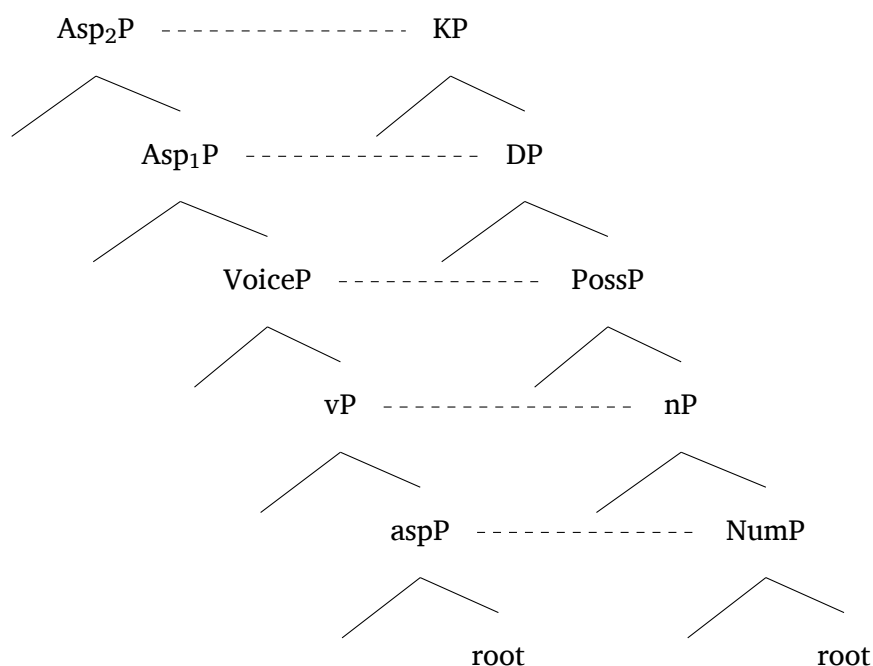 Asp₂P KP
Asp₁P DP
VoiceP PossP
vP nP
aspP NumP
root root